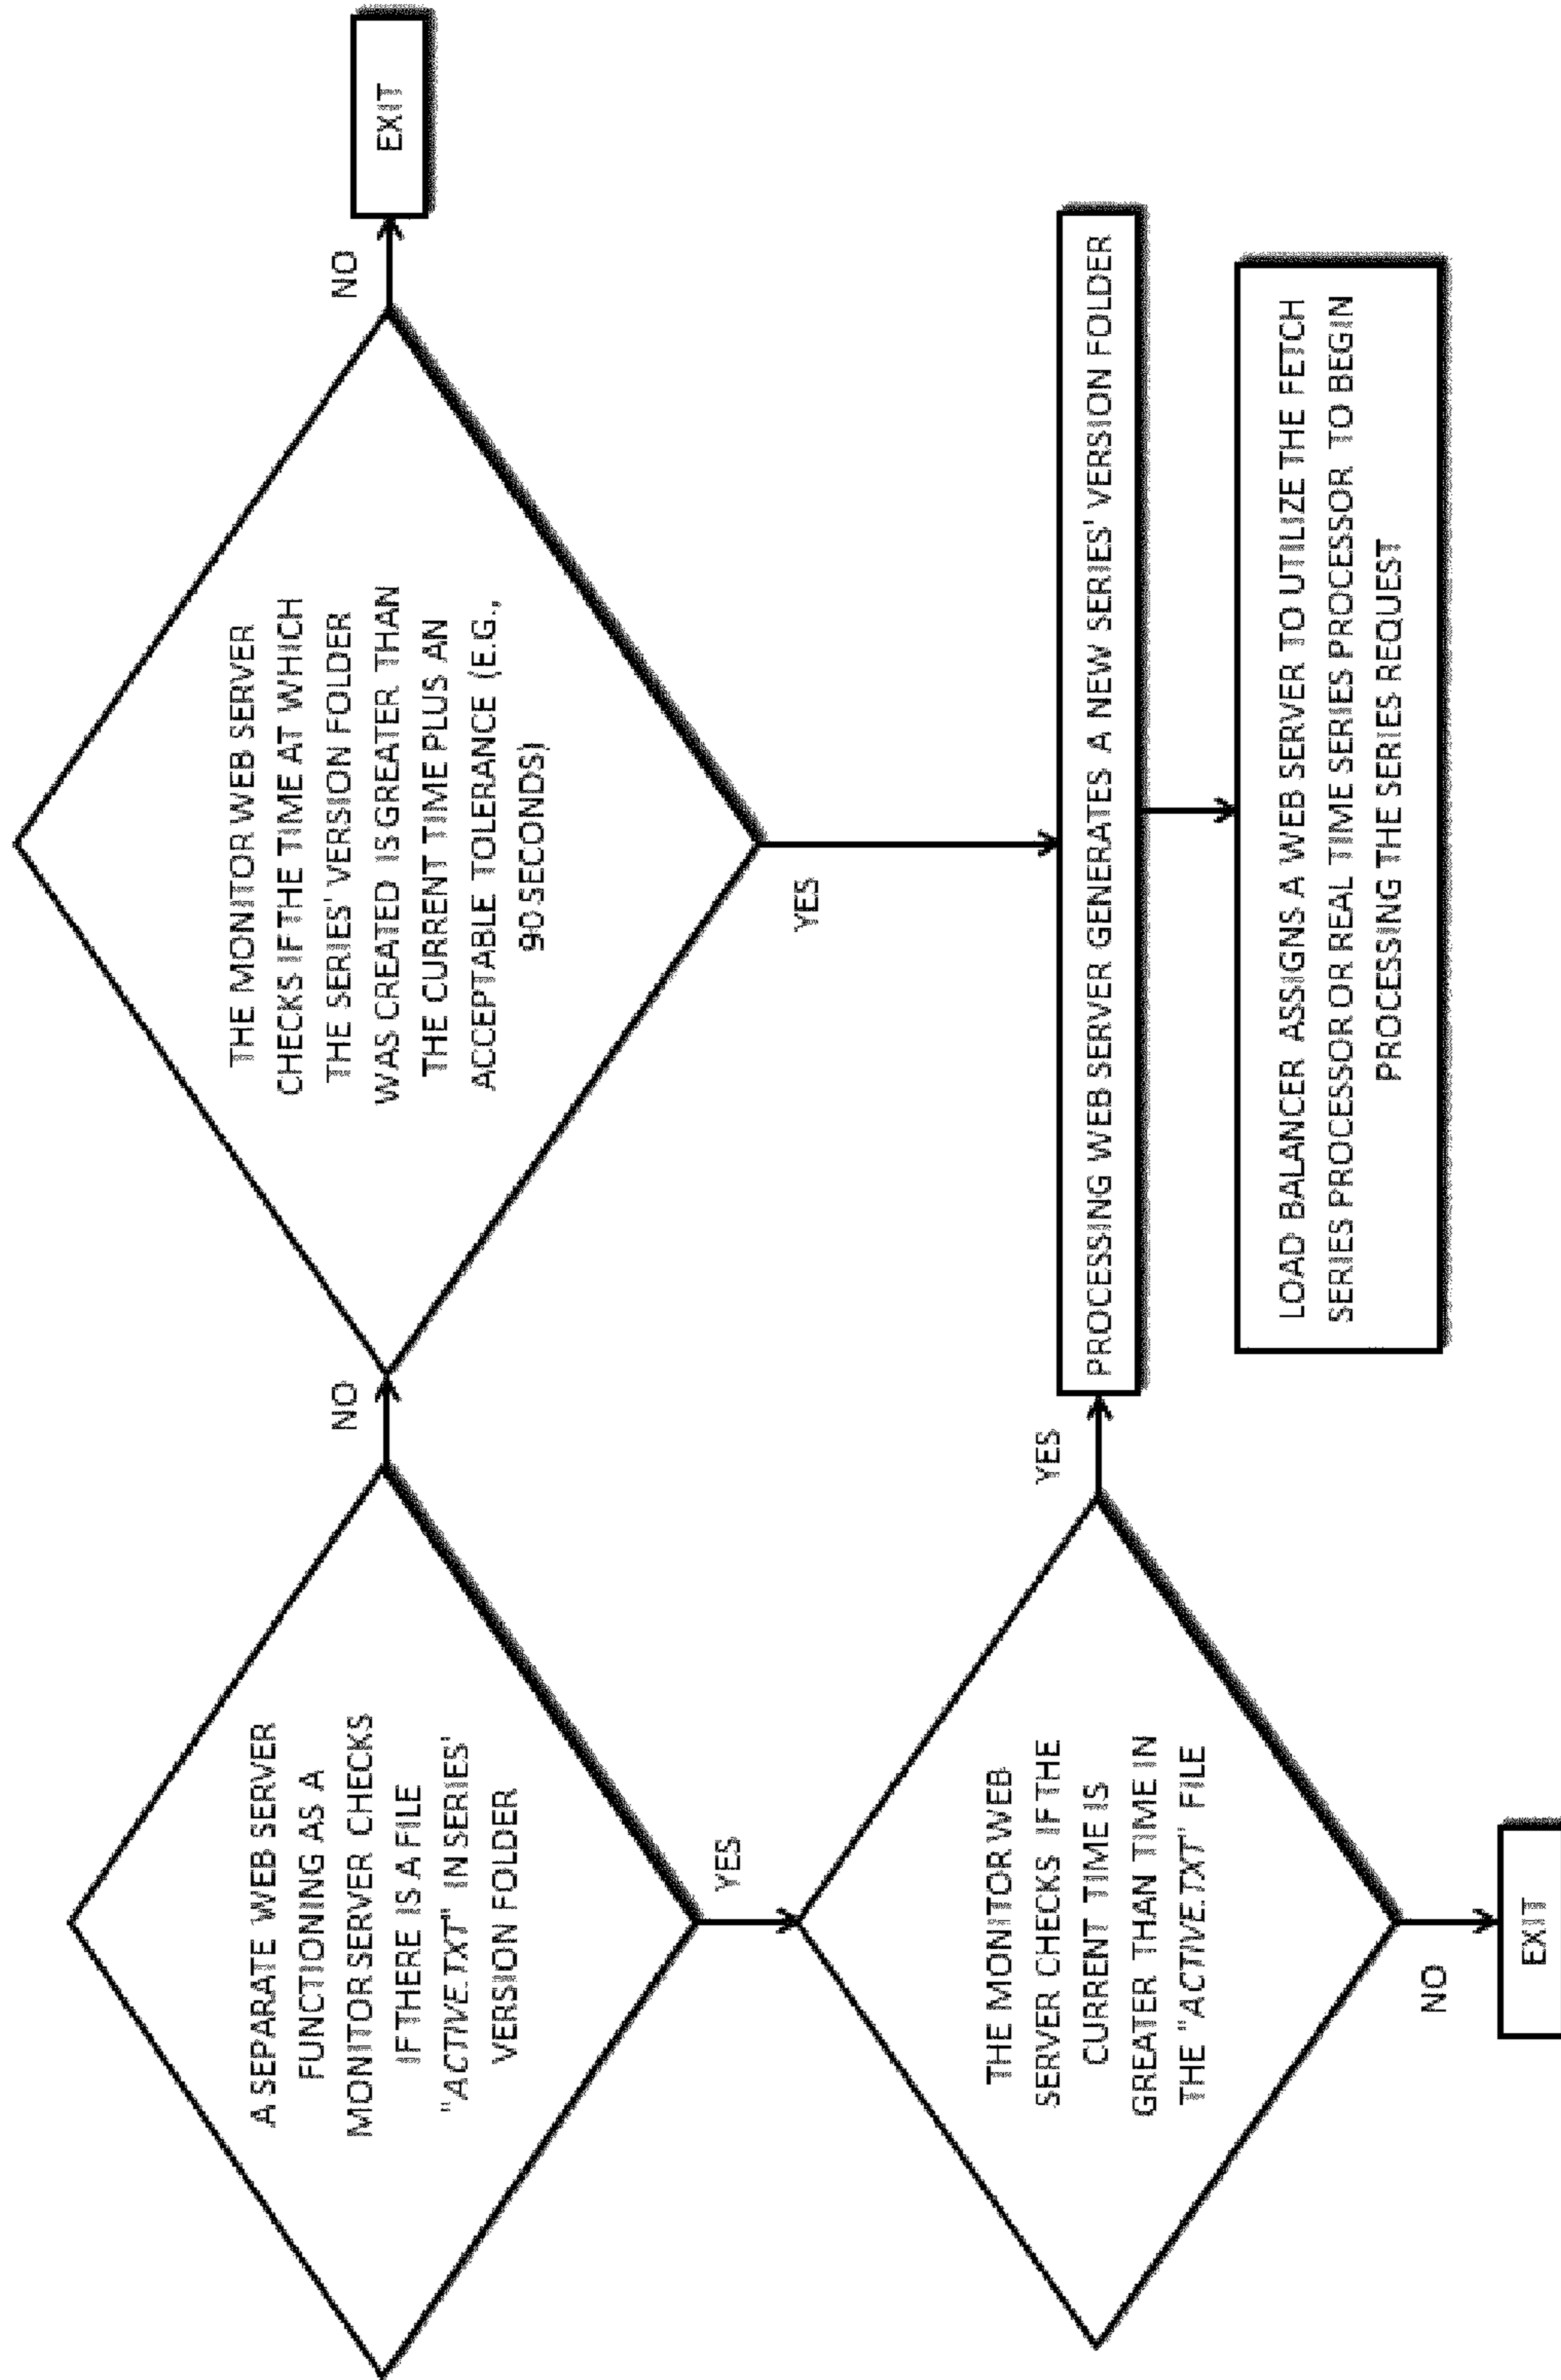 A SEPARATE WEB SERVER
FUNCTIONING AS A
MONITOR SERVER CHECKS
IF THERE IS A FILE
"ACTIVE.TXT" IN SERIES'
VERSION FOLDER
NO
THE MONITOR WEB SERVER
CHECKS IF THE TIME AT WHICH
THE SERIES' VERSION FOLDER
WAS CREATED IS GREATER THAN
THE CURRENT TIME PLUS AN
ACCEPTABLE TOLERANCE (E.G.,
90 SECONDS)
NO
EXIT
YES
YES
THE MONITOR WEB
SERVER CHECKS IF THE
CURRENT TIME IS
GREATER THAN TIME IN
THE "ACTIVE.TXT" FILE
YES
PROCESSING WEB SERVER GENERATES A NEW SERIES' VERSION FOLDER
LOAD BALANCER ASSIGNS A WEB SERVER TO UTILIZE THE FETCH
SERIES PROCESSOR OR REAL TIME SERIES PROCESSOR TO BEGIN
PROCESSING THE SERIES REQUEST
NO
EXIT